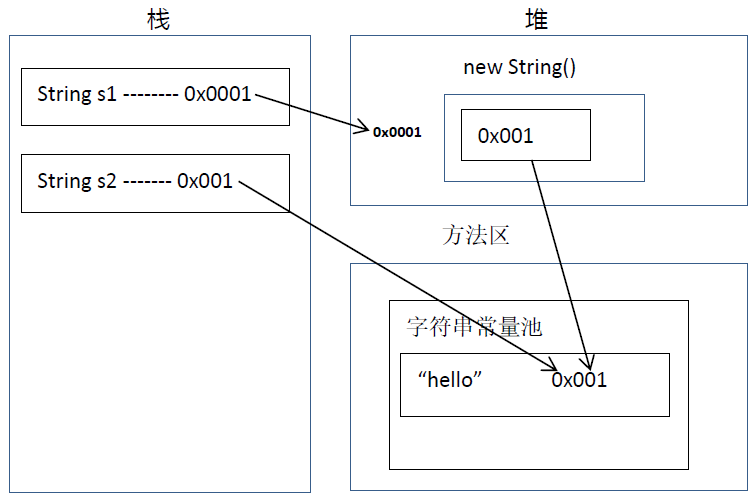 栈
String s1 -------- 0x0001
String s2 ------- 0x001
堆
new String()
0x0001
0x001
方法区
字符串常量池
“hello” 0x001